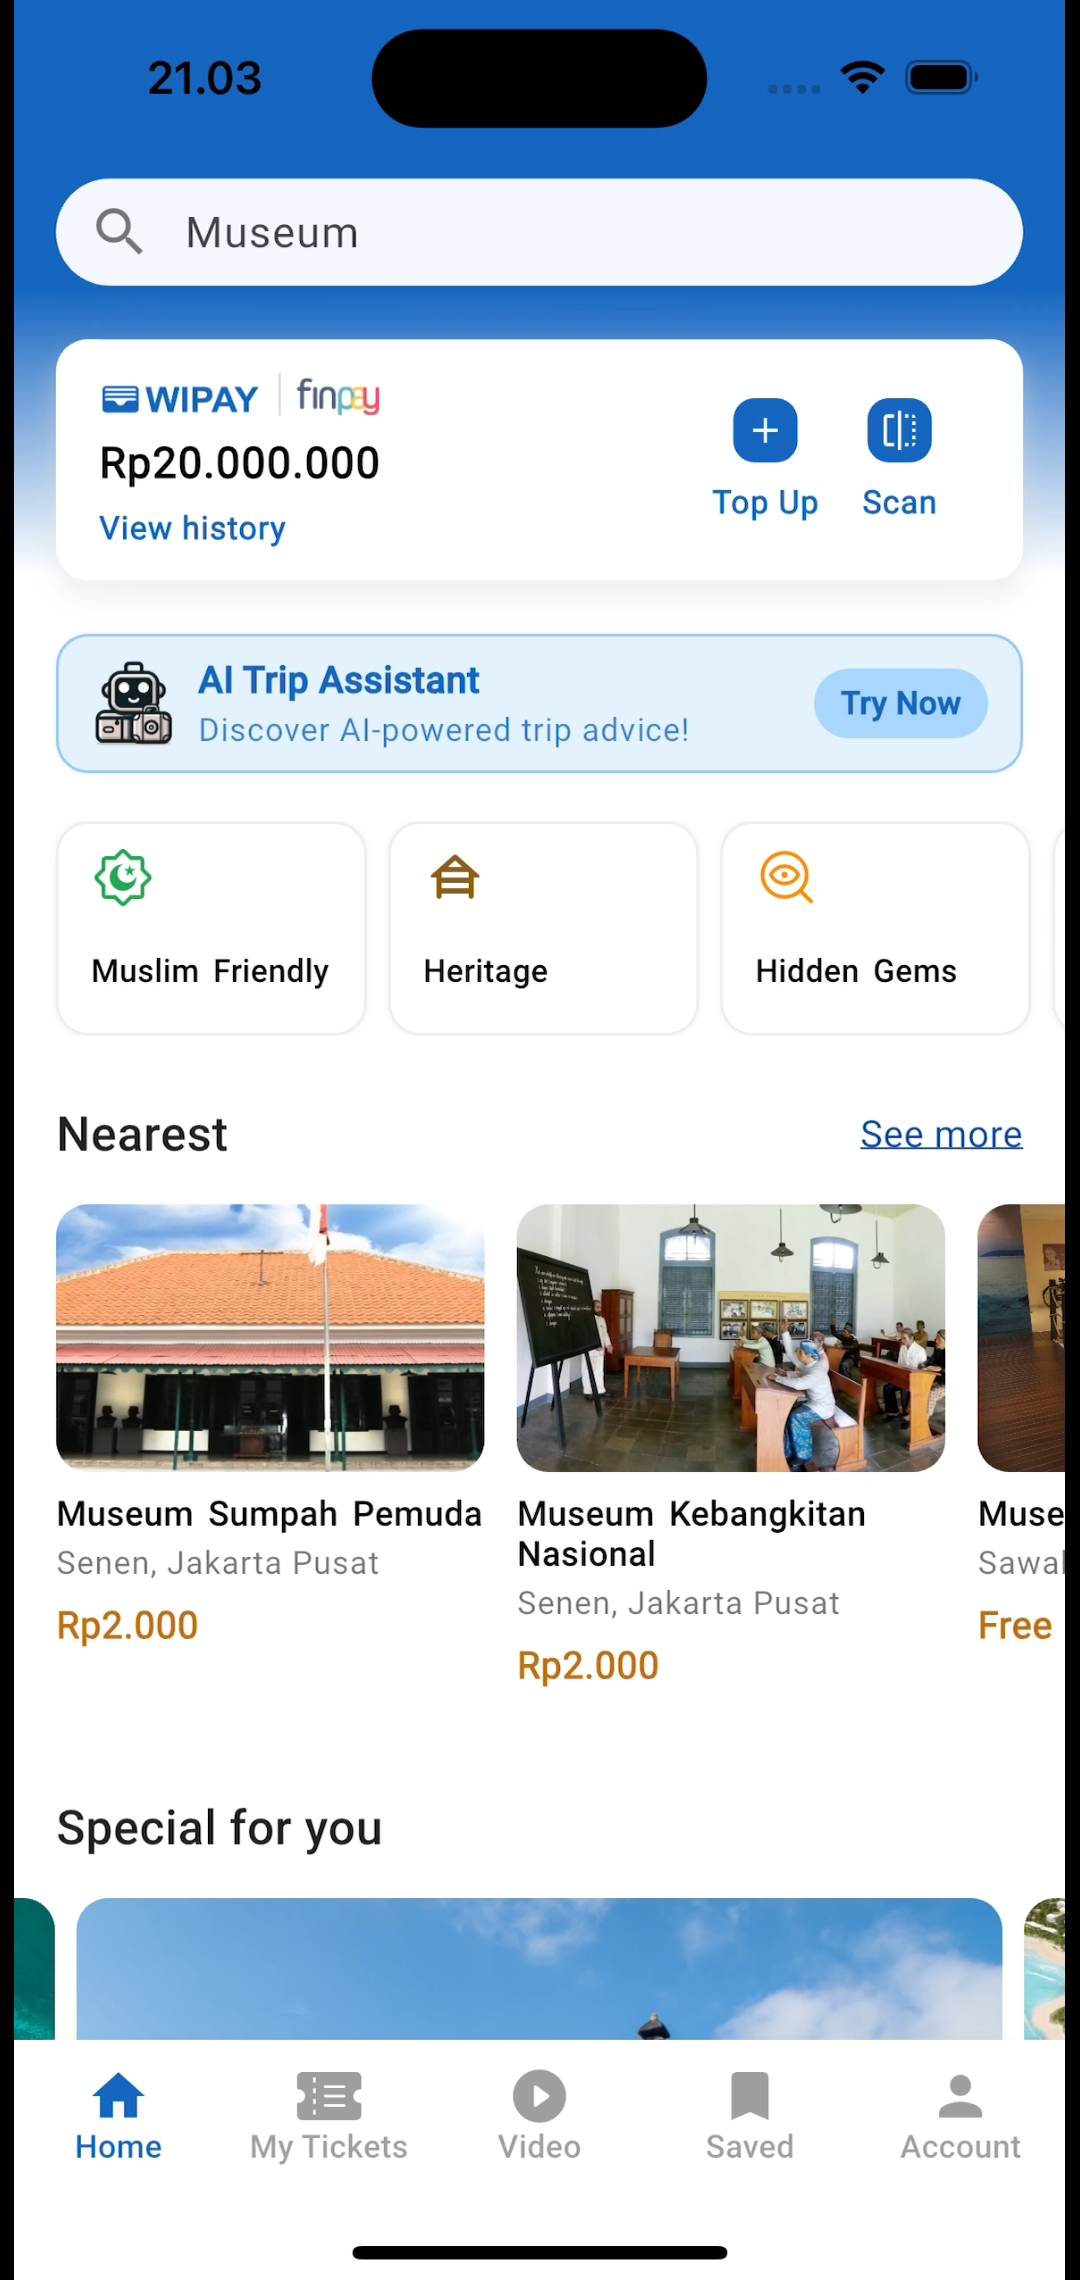 21.03
Museum
WIPAY finpay
Rp20.000.000
View history
Top Up
Scan
AI Trip Assistant
Discover AI-powered trip advice!
Try Now
Muslim Friendly
Heritage
Hidden Gems
Nearest
See more
Museum Sumpah Pemuda
Senen, Jakarta Pusat
Rp2.000
Museum Kebangkitan
Nasional
Senen, Jakarta Pusat
Rp2.000
Muse
Sawal
Free
Special for you
Home
My Tickets
Video
Saved
Account